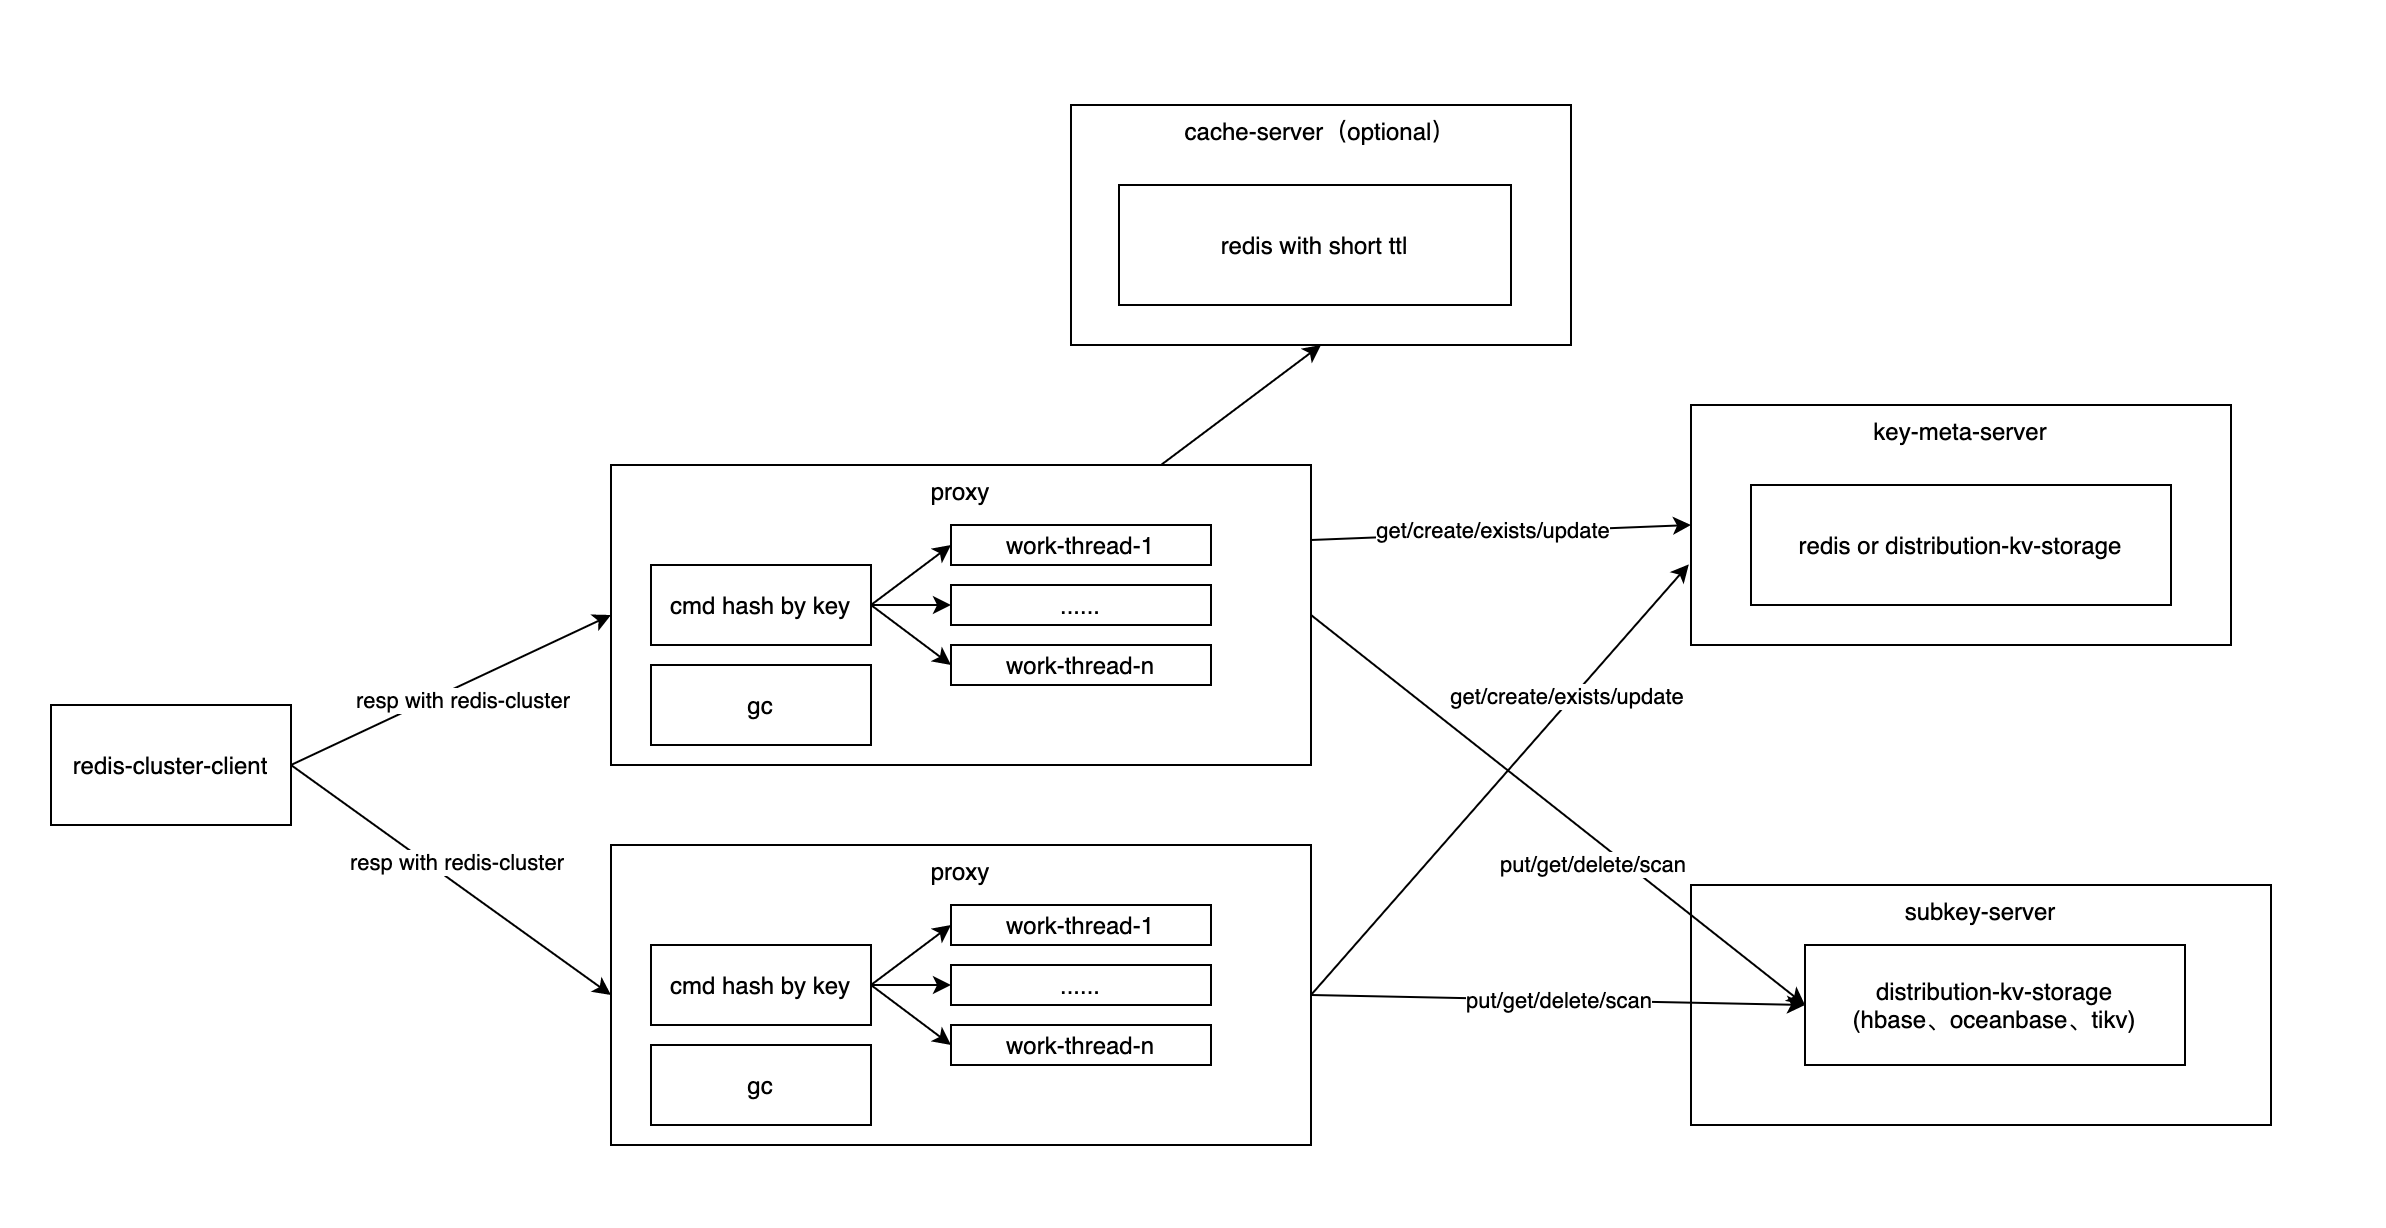 cache-server（optional）
redis with short ttl
key-meta-server
redis or distribution-kv-storage
proxy
cmd hash by key
work-thread-1
......
work-thread-n
gc
get/create/exists/update
resp with redis-cluster
get/create/exists/update
redis-cluster-client
resp with redis-cluster
put/get/delete/scan
proxy
cmd hash by key
work-thread-1
......
work-thread-n
gc
put/get/delete/scan
subkey-server
distribution-kv-storage
(hbase、oceanbase、tikv)